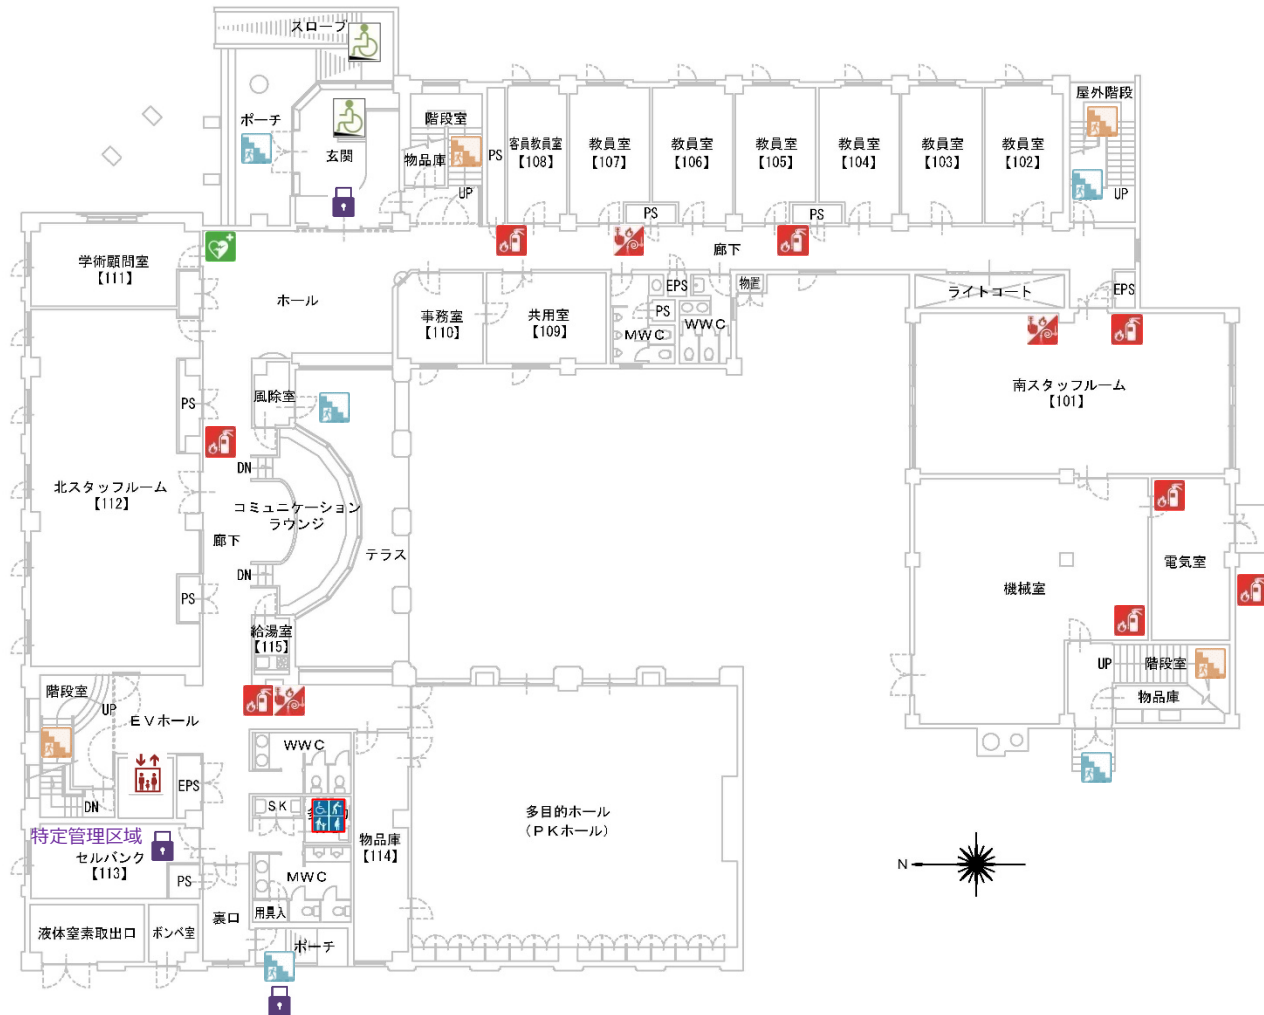 スロープ
ポーチ
玄関
階段室
物品庫
UP
PS
客員教員室
【108】
教員室
【107】
教員室
【106】
教員室
【105】
教員室
【104】
教員室
【103】
教員室
【102】
屋外階段
UP
PS
PS
廊下
学術顧問室
【111】
ホール
事務室
【110】
共用室
【109】
EPS
PS
MWC
WWC
物置
ライトコート
EPS
南スタッフルーム
【101】
風除室
PS
DN
北スタッフルーム
【112】
コミュニケーション
ラウンジ
廊下
テラス
DN
PS
給湯室
【115】
機械室
電気室
UP
階段室
物品庫
階段室
UP
EVホール
EPS
DN
WWC
SK
物品庫
【114】
多目的ホール
(PKホール)
特定管理区域
セルバンク
【113】
PS
MWC
用具入
裏口
液体窒素取出口
ボンベ室
ポーチ
N